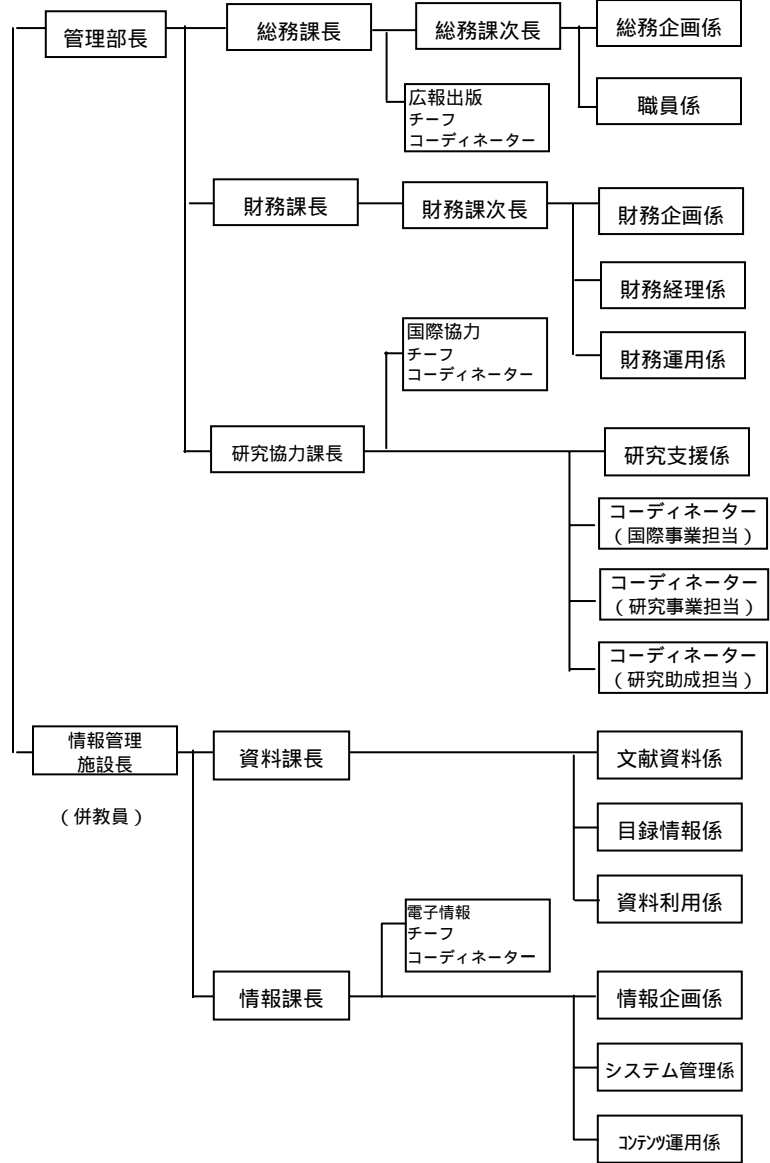 管理部長
総務課長
総務課次長
総務企画係
職員係
広報出版
チーフ
コーディネーター
財務課長
財務課次長
財務企画係
財務経理係
財務運用係
国際協力
チーフ
コーディネーター
研究協力課長
研究支援係
コーディネーター
(国際事業担当)
コーディネーター
(研究事業担当)
コーディネーター
(研究助成担当)
情報管理
施設長
(併教員)
資料課長
文献資料係
目録情報係
資料利用係
電子情報
チーフ
コーディネーター
情報課長
情報企画係
システム管理係
ｺﾝﾃﾝﾂ運用係